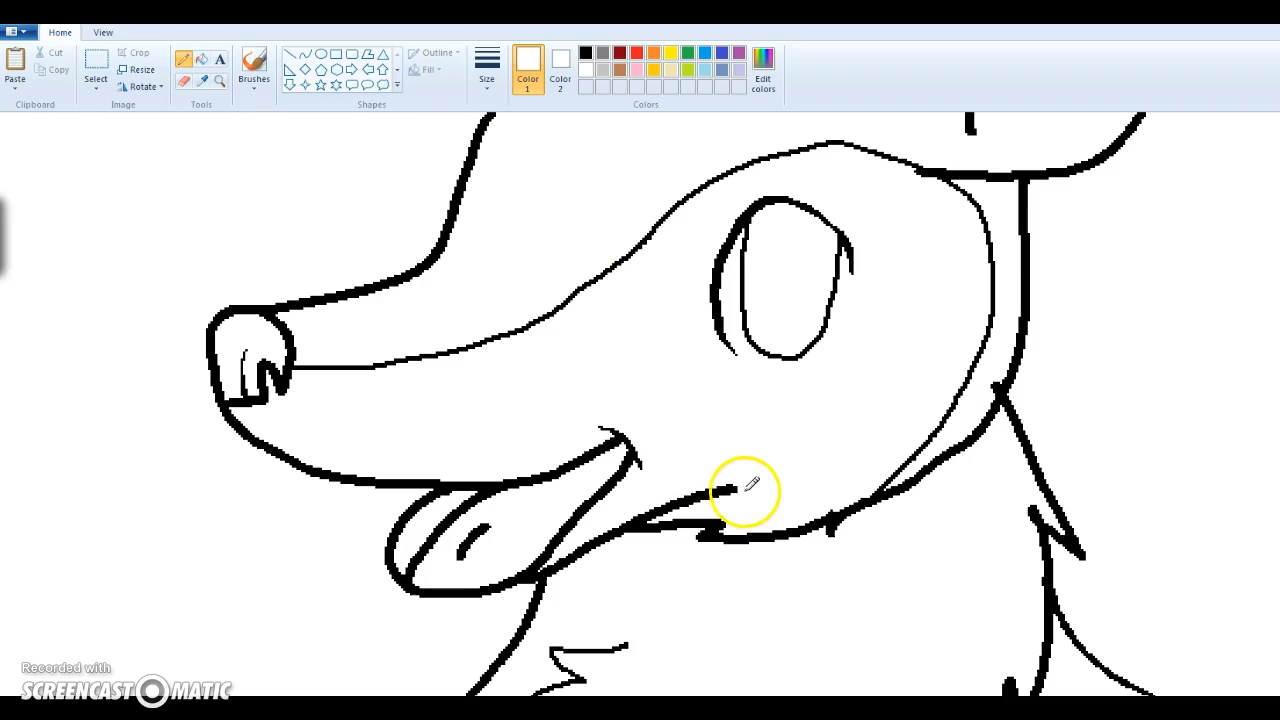 Home View
Paste
Cut
Copy
Clipboard
Select
Crop
Resize
Rotate
Image
A
Tools
Brushes
Outline
Fill
Shapes
Size
Color 1
Color 2
Edit colors
Colors
Recorded with
SCREENCAST MATIC